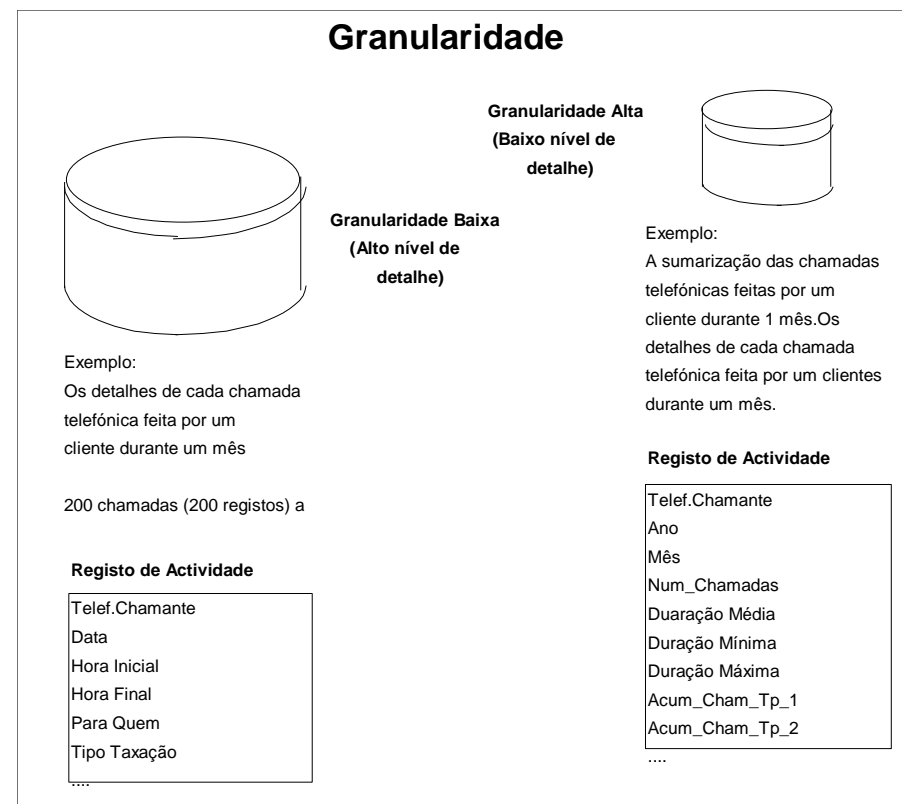 Granularidade
Granularidade Baixa
(Alto nível de
detalhe)
Exemplo:
Os detalhes de cada chamada
telefónica feita por um
cliente durante um mês
200 chamadas (200 registos) a
Registo de Actividade
Telef.Chamante
Data
Hora Inicial
Hora Final
Para Quem
Tipo Taxação
....
Granularidade Alta
(Baixo nível de
detalhe)
Exemplo:
A sumarização das chamadas
telefónicas feitas por um
cliente durante 1 mês.Os
detalhes de cada chamada
telefónica feita por um clientes
durante um mês.
Registo de Actividade
Telef.Chamante
Ano
Mês
Num_Chamadas
Duaração Média
Duração Mínima
Duração Máxima
Acum_Cham_Tp_1
Acum_Cham_Tp_2
....